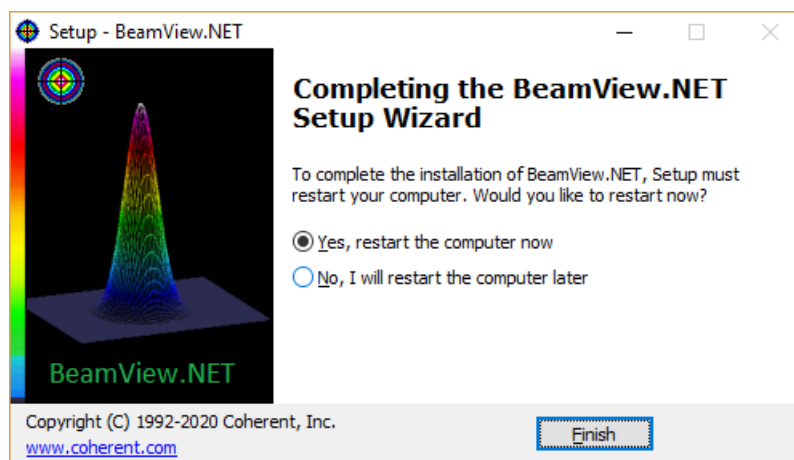 Setup - BeamView.NET
Completing the BeamView.NET
Setup Wizard
To complete the installation of BeamView.NET, Setup must
restart your computer. Would you like to restart now?
Yes, restart the computer now
No, I will restart the computer later
BeamView.NET
Copyright (C) 1992-2020 Coherent, Inc.
www.coherent.com
Finish